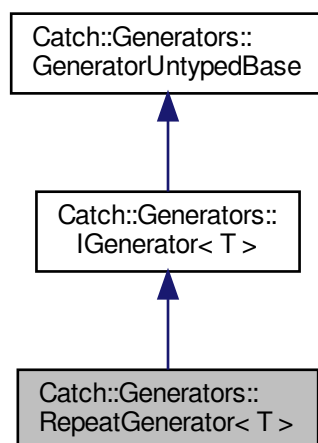 Catch::Generators::
GeneratorUntypedBase
Catch::Generators::
IGenerator< T >
Catch::Generators::
RepeatGenerator< T >